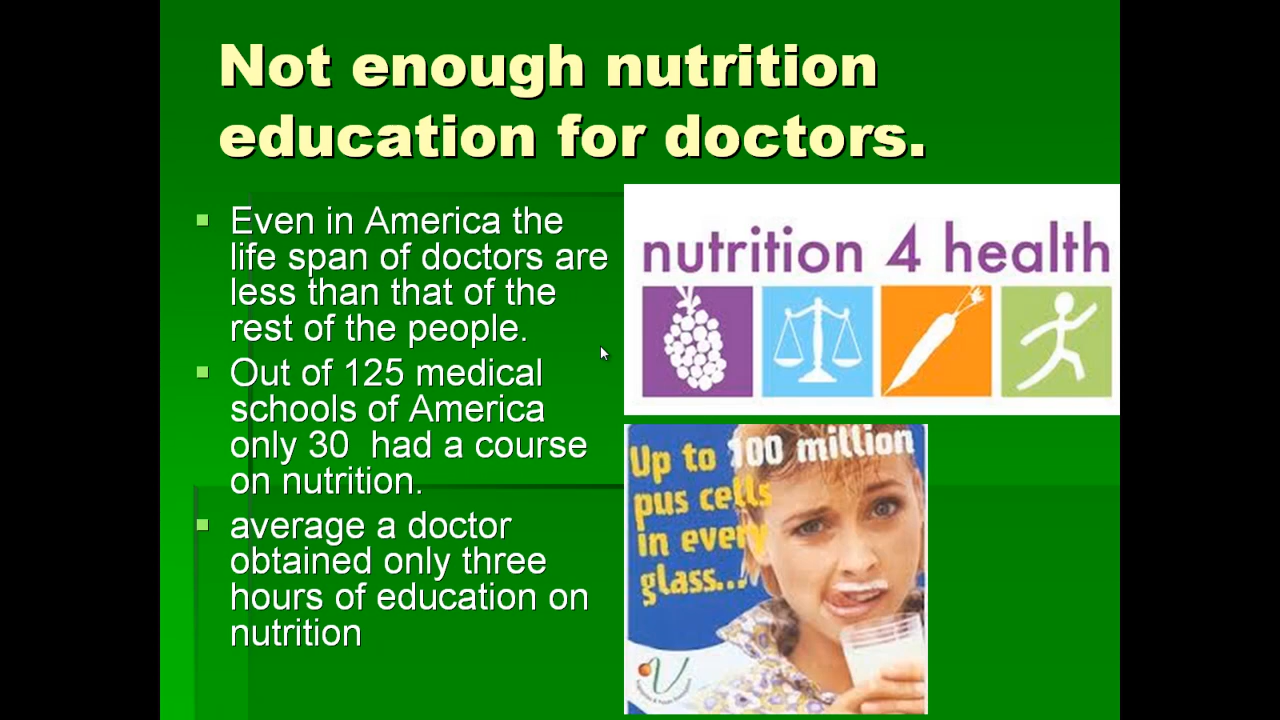 Not enough nutrition
education for doctors.
Even in America the
life span of doctors are
less than that of the
rest of the people.
Out of 125 medical
schools of America
only 30 had a course
on nutrition.
average a doctor
obtained only three
hours of education on
nutrition
nutrition 4 health
Up to 100 million
pus cells
in every
glass...